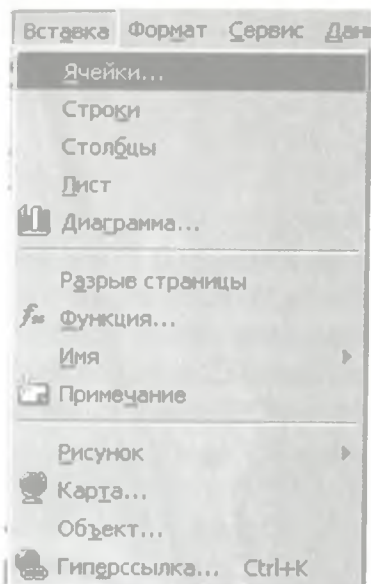 Вставка Формат Сервис Дан
Ячейки...
Строки
Столбцы
Лист
Диаграмма...
Разрыв страницы
fx Функция...
Имя
Примечание
Рисунок
Карта...
Объект...
Гиперссылка... Ctrl+K